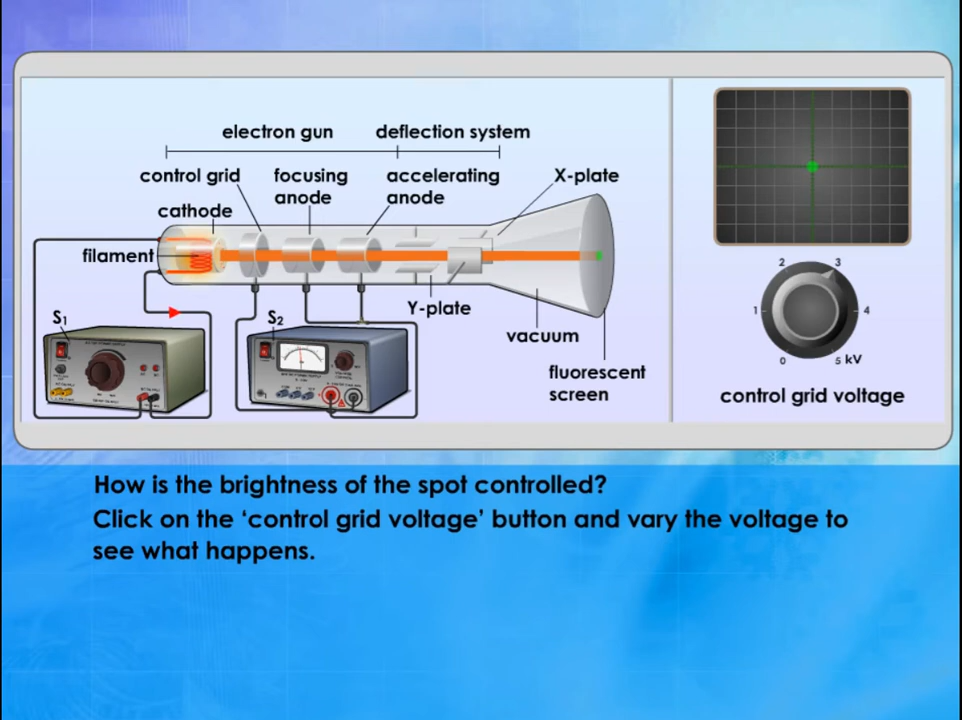 electron gun
deflection system
control grid
focusing
anode
accelerating
anode
X-plate
cathode
filament
S1
S2
Y-plate
vacuum
fluorescent
screen
0
1
2
3
4
5 kV
control grid voltage
How is the brightness of the spot controlled?
Click on the ‘control grid voltage’ button and vary the voltage to
see what happens.